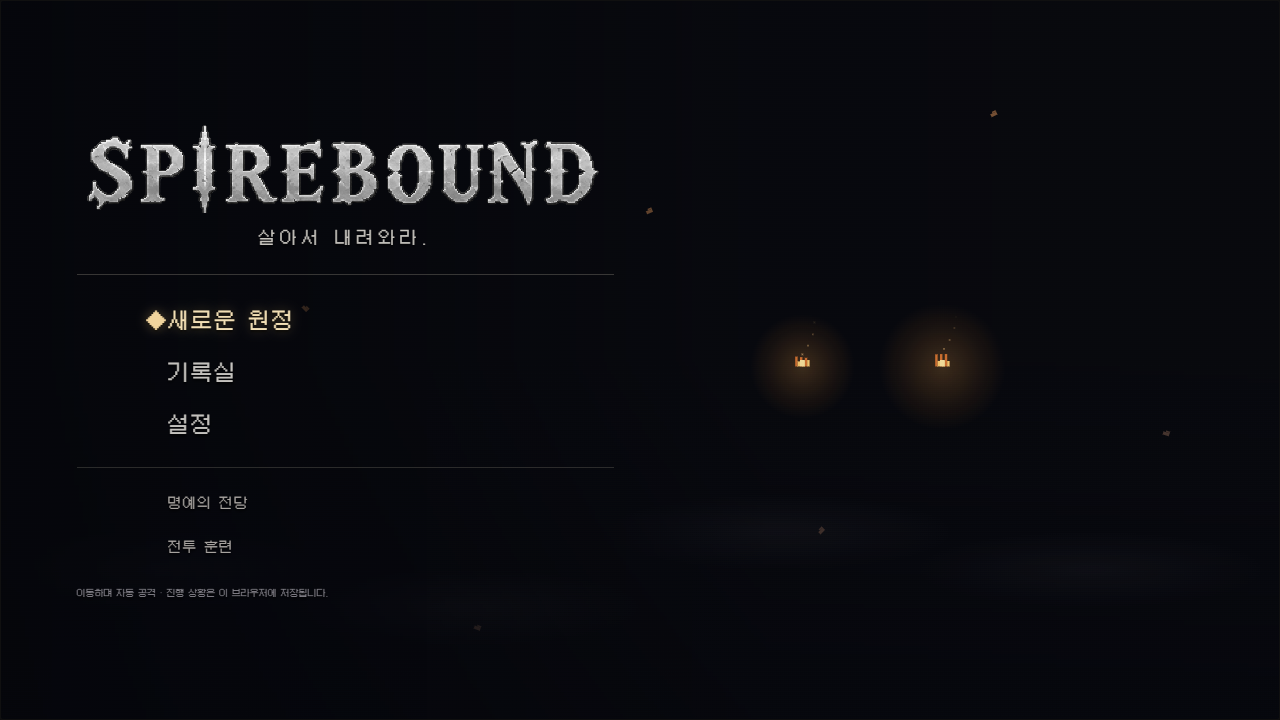 SPIREBOUND
살아서 내려와라.
◆새로운 원정
기록실
설정
명예의 전당
전투 훈련
이동하며 자동 공격 · 진행 상황은 이 브라우저에 저장됩니다.